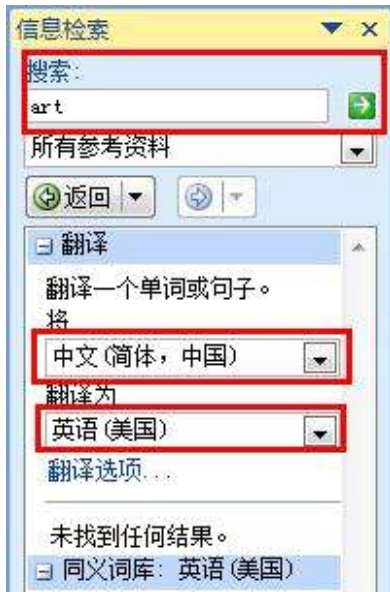 信息检索
搜索:
art
所有参考资料
返回
翻译
翻译一个单词或句子。
将
中文(简体，中国)
翻译为
英语(美国)
翻译选项...
未找到任何结果。
同义词库: 英语(美国)